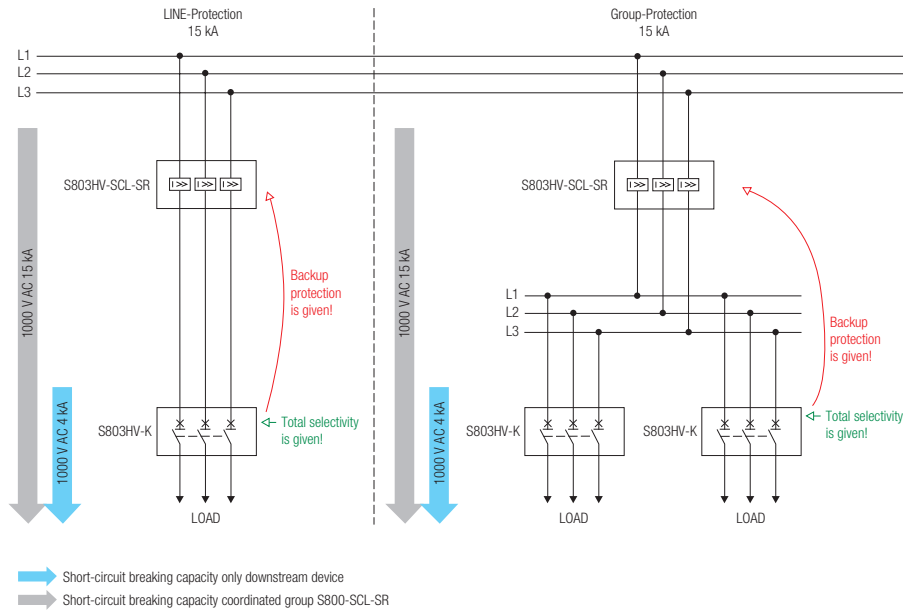 LINE-Protection
15 kA
Group-Protection
15 kA
L1
L2
L3
S803HV-SCL-SR
I>> I>> I>>
S803HV-SCL-SR
I>> I>> I>>
1000 V AC 15 kA
1000 V AC 15 kA
Backup
protection
is given!
L1
L2
L3
Backup
protection
is given!
1000 V AC 4 kA
1000 V AC 4 kA
S803HV-K
Total selectivity
is given!
S803HV-K
S803HV-K
Total selectivity
is given!
LOAD
LOAD
LOAD
Short-circuit breaking capacity only downstream device
Short-circuit breaking capacity coordinated group S800-SCL-SR